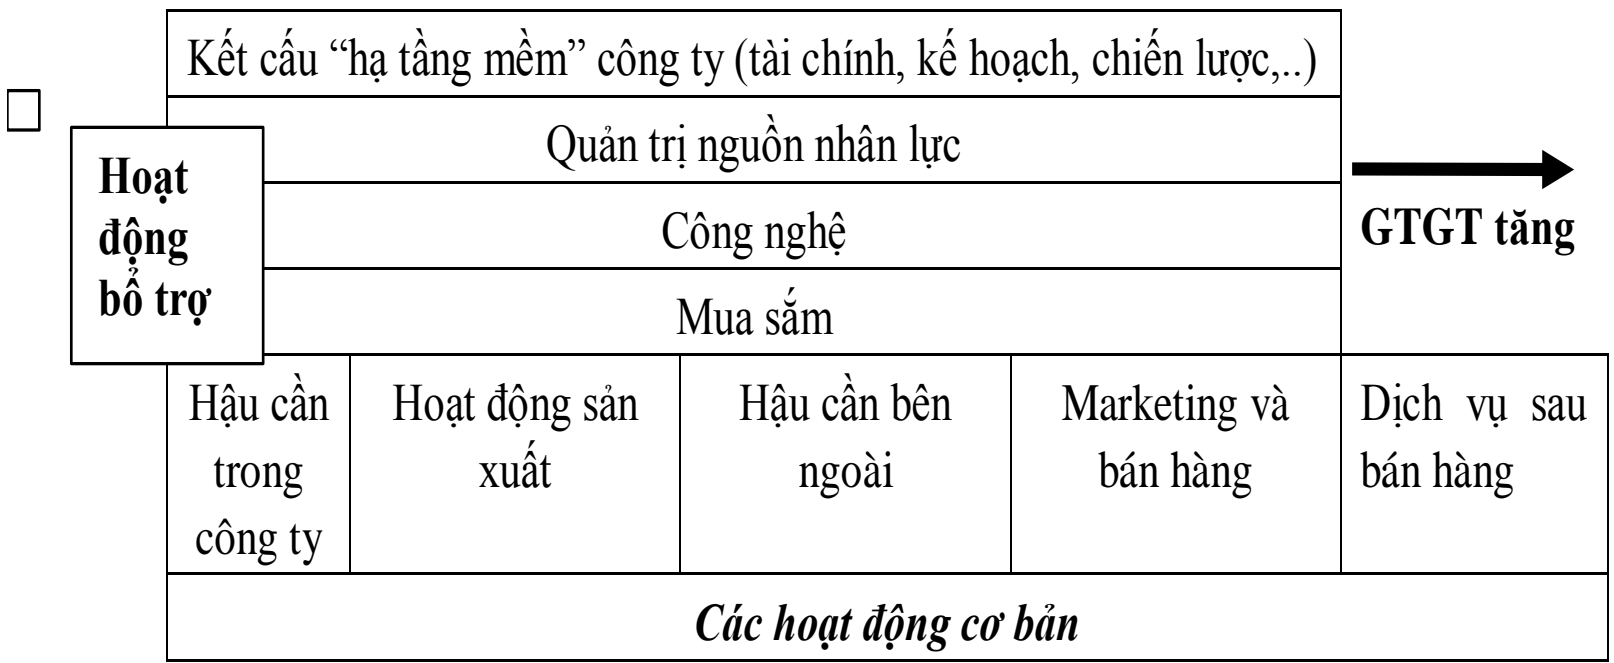 Kết cấu “hạ tầng mềm” công ty (tài chính, kế hoạch, chiến lược,..)
Quản trị nguồn nhân lực
Hoạt
động
bổ trợ
Công nghệ
GTGT tăng
Mua sắm
Hậu cần
trong
công ty
Hoạt động sản
xuất
Hậu cần bên
ngoài
Marketing và
bán hàng
Dịch vụ sau
bán hàng
Các hoạt động cơ bản